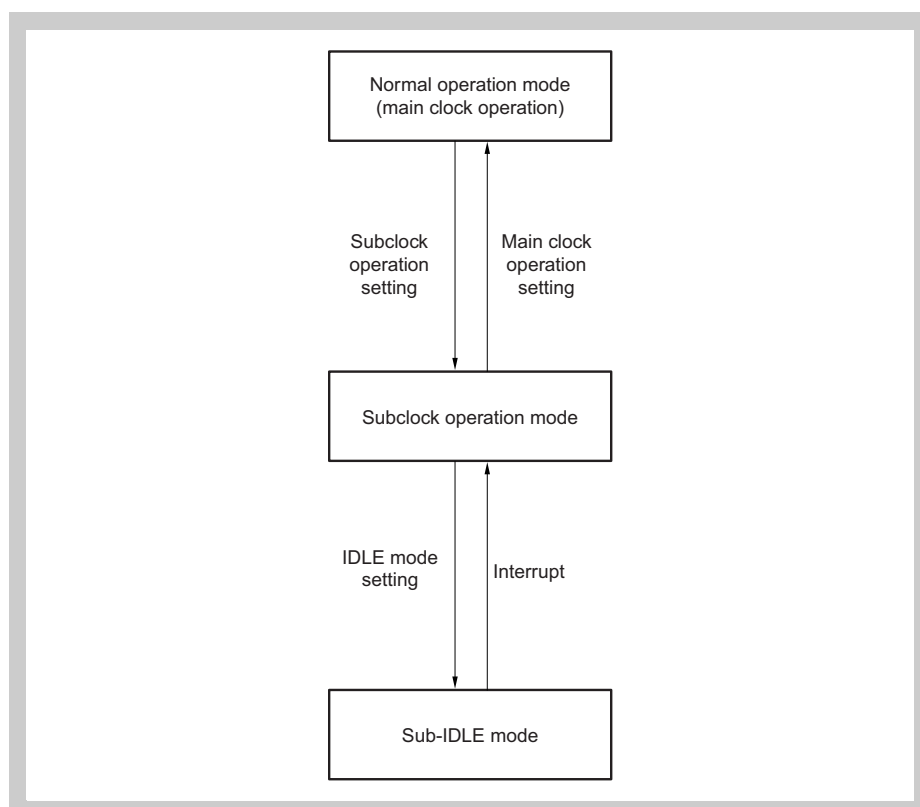 Normal operation mode
(main clock operation)
Subclock
operation
setting
Main clock
operation
setting
Subclock operation mode
IDLE mode
setting
Interrupt
Sub-IDLE mode